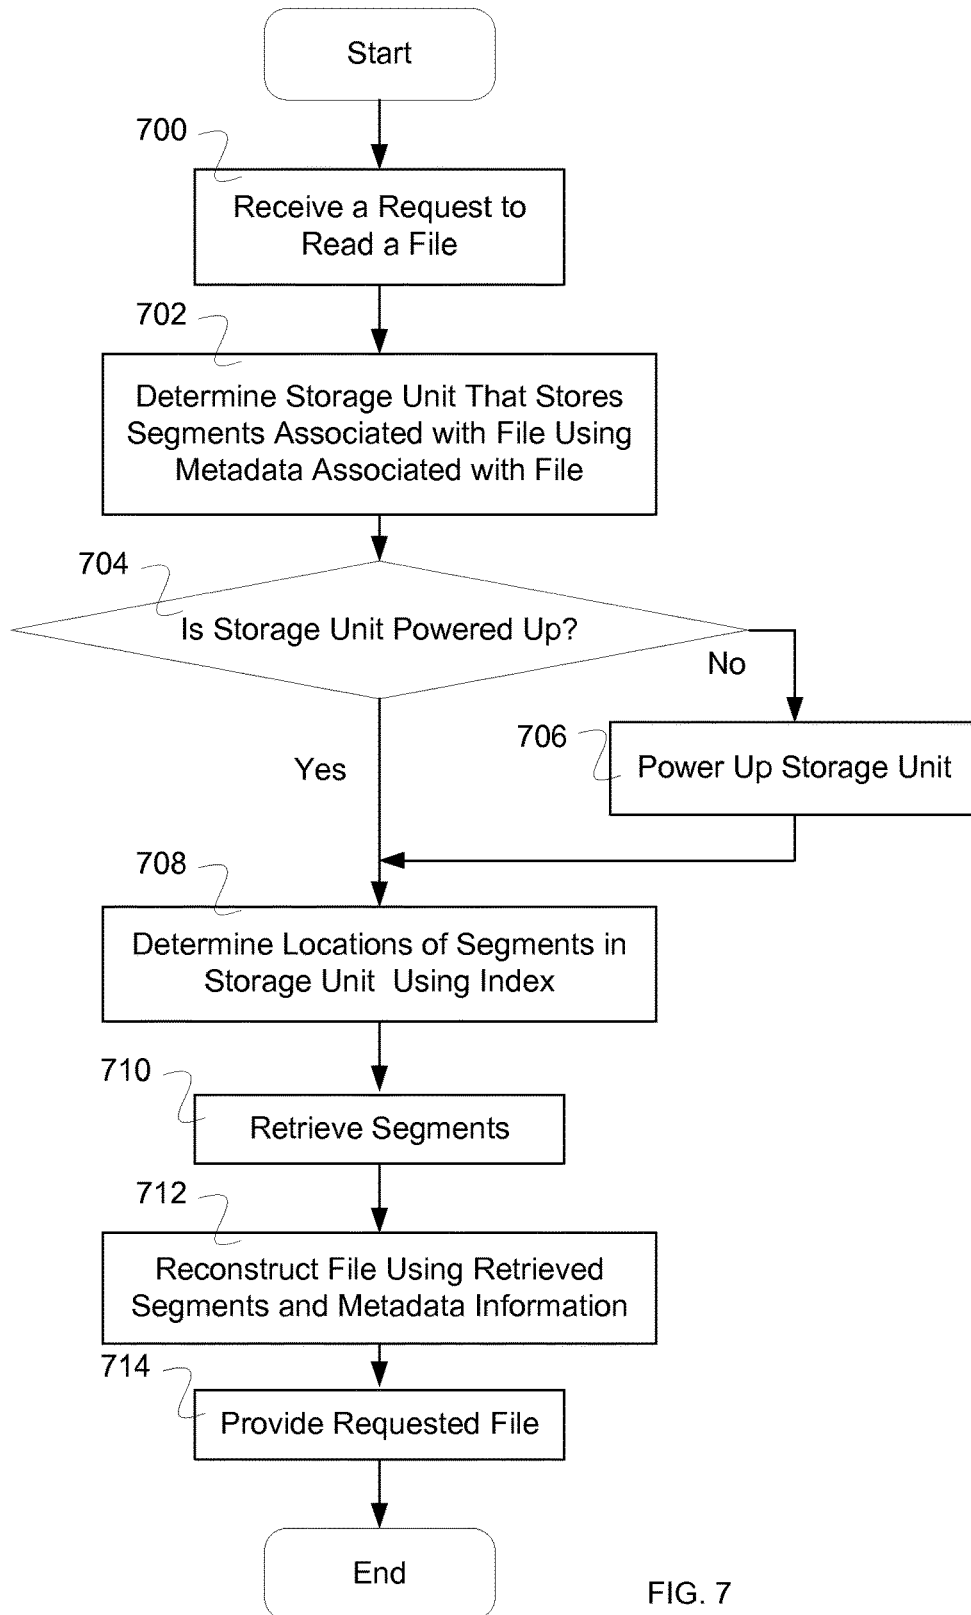 Start
700
Receive a Request to
Read a File
702
Determine Storage Unit That Stores
Segments Associated with File Using
Metadata Associated with File
704
Is Storage Unit Powered Up?
No
706
Power Up Storage Unit
Yes
708
Determine Locations of Segments in
Storage Unit Using Index
710
Retrieve Segments
712
Reconstruct File Using Retrieved
Segments and Metadata Information
714
Provide Requested File
End
FIG. 7